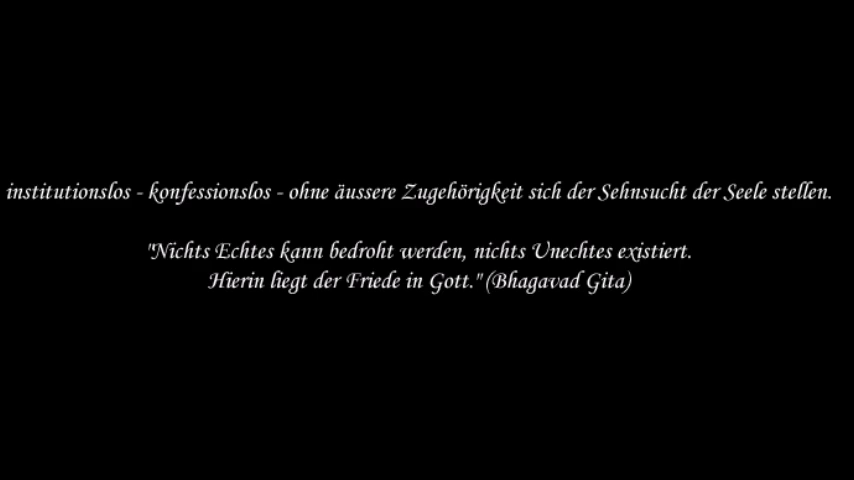 institutionslos - konfessionslos - ohne äussere Zugehörigkeit sich der Sehnsucht der Seele stellen.
"Nichts Echtes kann bedroht werden, nichts Unechtes existiert.
Hierin liegt der Friede in Gott." (Bhagavad Gita)